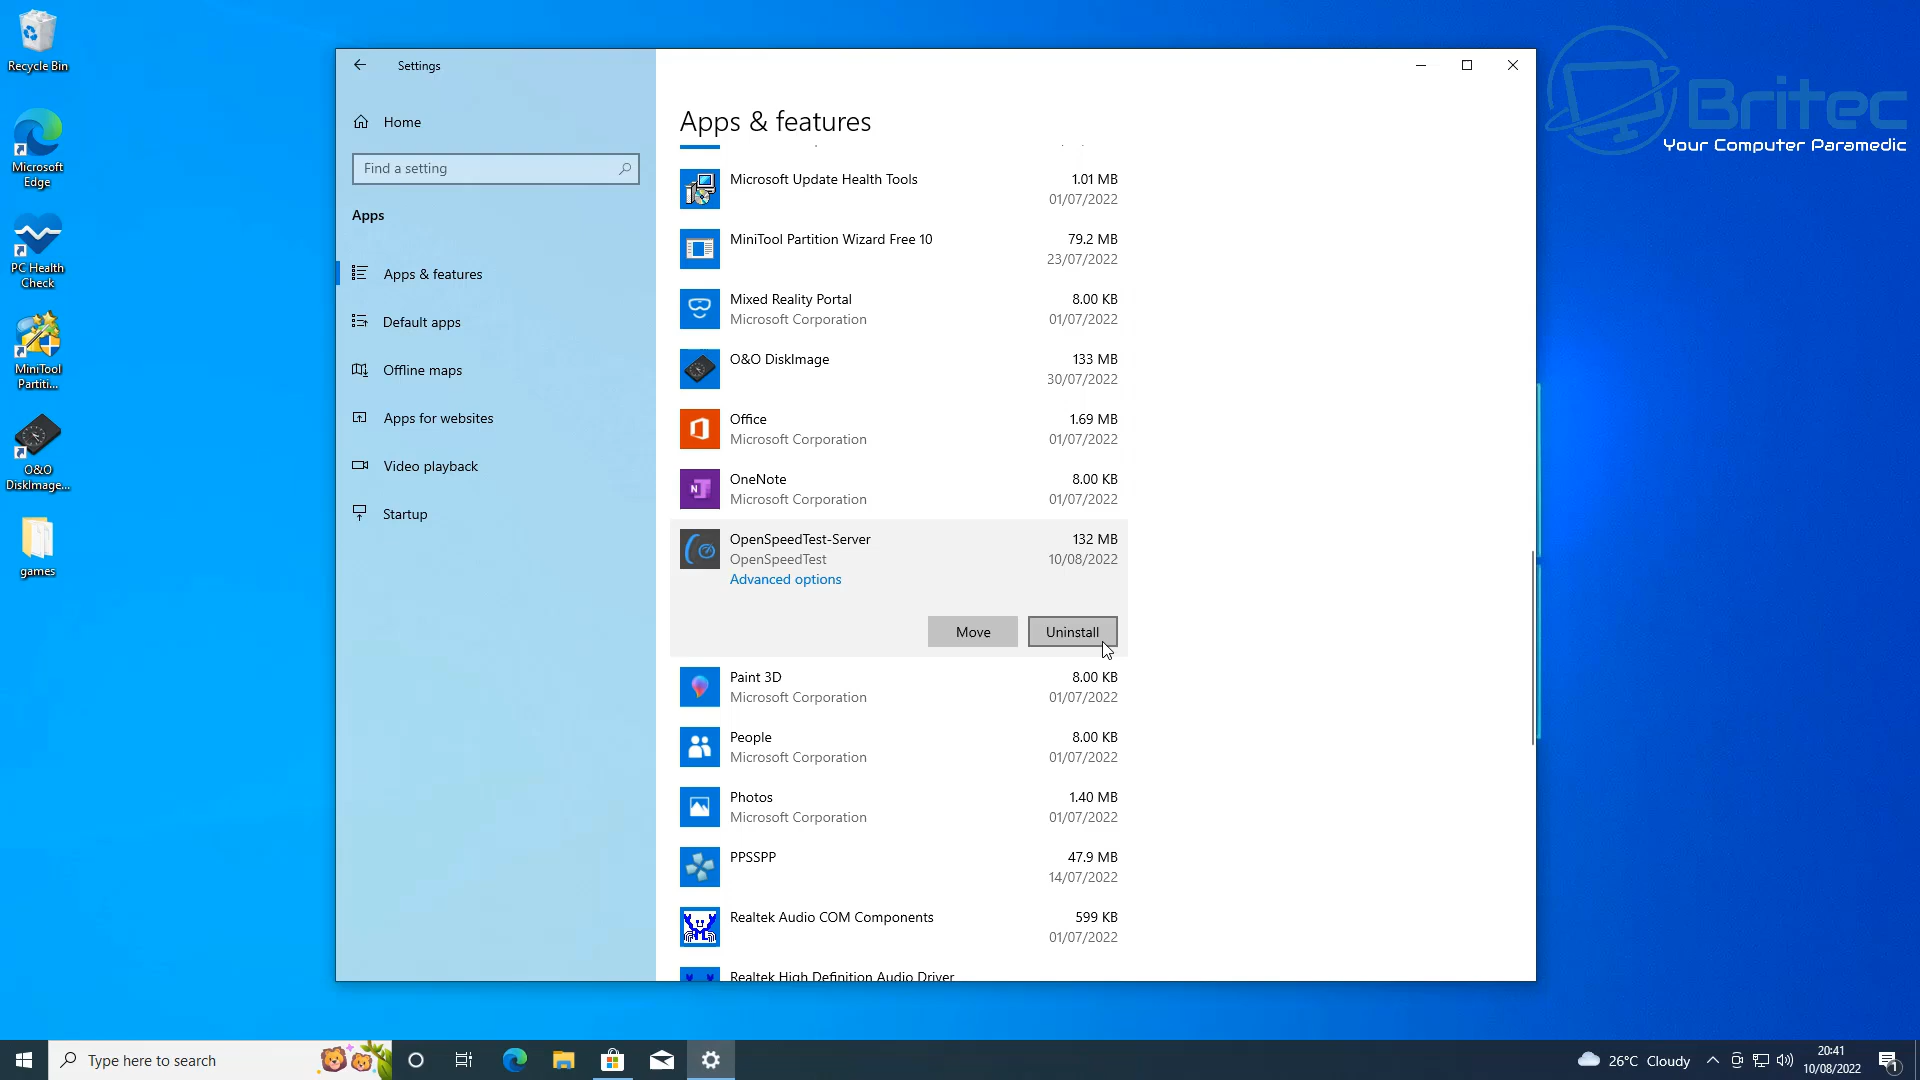 Recycle Bin
Microsoft
Edge
PC Health
Check
MiniTool
Partiti...
O&O
DiskImage...
games
Settings
Home
Find a setting
Apps
Apps & features
Default apps
Offline maps
Apps for websites
Video playback
Startup
Apps & features
Microsoft Update Health Tools 1.01 MB
01/07/2022
MiniTool Partition Wizard Free 10 79.2 MB
23/07/2022
Mixed Reality Portal 8.00 KB
Microsoft Corporation 01/07/2022
O&O DiskImage 133 MB
30/07/2022
Office 1.69 MB
Microsoft Corporation 01/07/2022
OneNote 8.00 KB
Microsoft Corporation 01/07/2022
OpenSpeedTest-Server 132 MB
OpenSpeedTest 10/08/2022
Advanced options
Move Uninstall
Paint 3D 8.00 KB
Microsoft Corporation 01/07/2022
People 8.00 KB
Microsoft Corporation 01/07/2022
Photos 1.40 MB
Microsoft Corporation 01/07/2022
PPSSPP 47.9 MB
14/07/2022
Realtek Audio COM Components 599 KB
01/07/2022
Realtek High Definition Audio Driver
Britec
Your Computer Paramedic
Type here to search
26°C Cloudy
20:41
10/08/2022
1